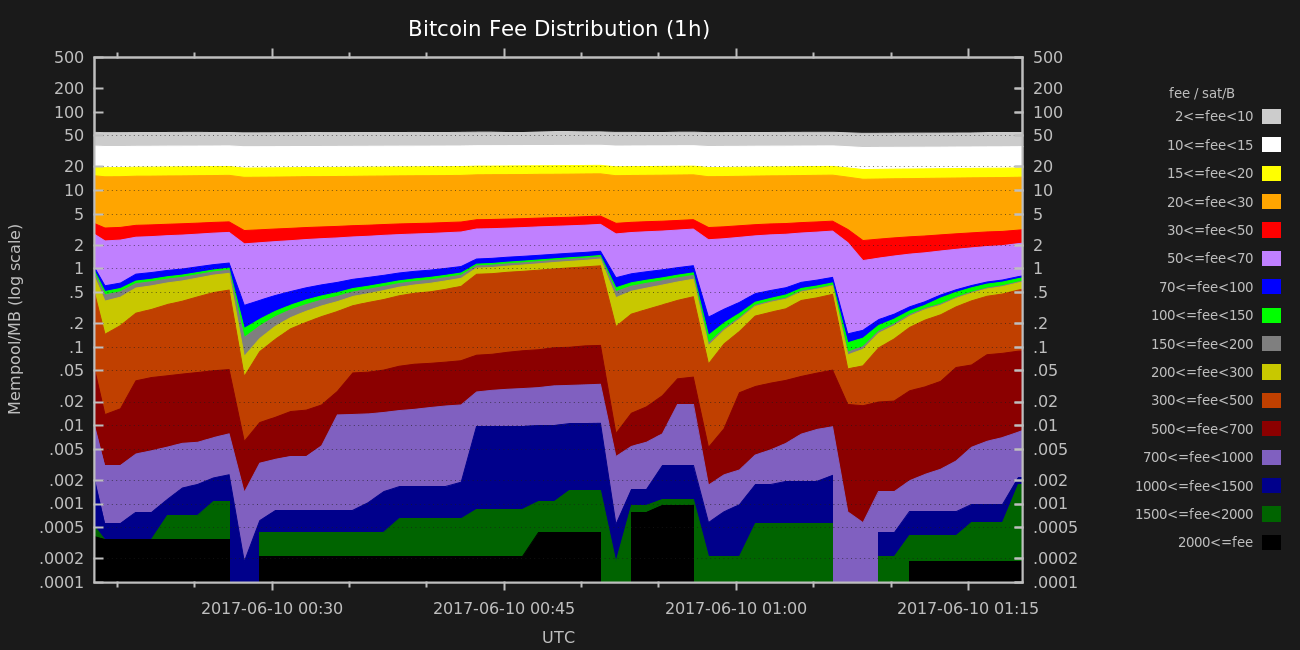 Bitcoin Fee Distribution (1h)
500 500
200 200
100 100
50 50
20 20
10 10
5 5
2 2
1 1
.5 .5
.2 .2
.1 .1
.05 .05
.02 .02
.01 .01
.005 .005
.002 .002
.001 .001
.0005 .0005
.0002 .0002
.0001 .0001
Mempool/MB (log scale)
2017-06-10 00:30 2017-06-10 00:45 2017-06-10 01:00 2017-06-10 01:15
UTC
fee / sat/B
2<=fee<10
10<=fee<15
15<=fee<20
20<=fee<30
30<=fee<50
50<=fee<70
70<=fee<100
100<=fee<150
150<=fee<200
200<=fee<300
300<=fee<500
500<=fee<700
700<=fee<1000
1000<=fee<1500
1500<=fee<2000
2000<=fee